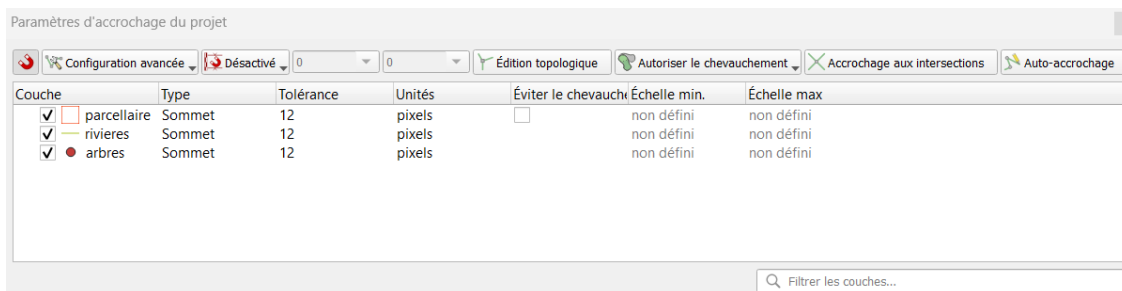 Paramètres d'accrochage du projet
Configuration avancée Désactivé 0 0 Édition topologique Autoriser le chevauchement Accrochage aux intersections Auto-accrochage
Couche Type Tolérance Unités Éviter le chevauche Échelle min. Échelle max
parcellaire Sommet 12 pixels non défini non défini
rivieres Sommet 12 pixels non défini non défini
arbres Sommet 12 pixels non défini non défini
Filtrer les couches...